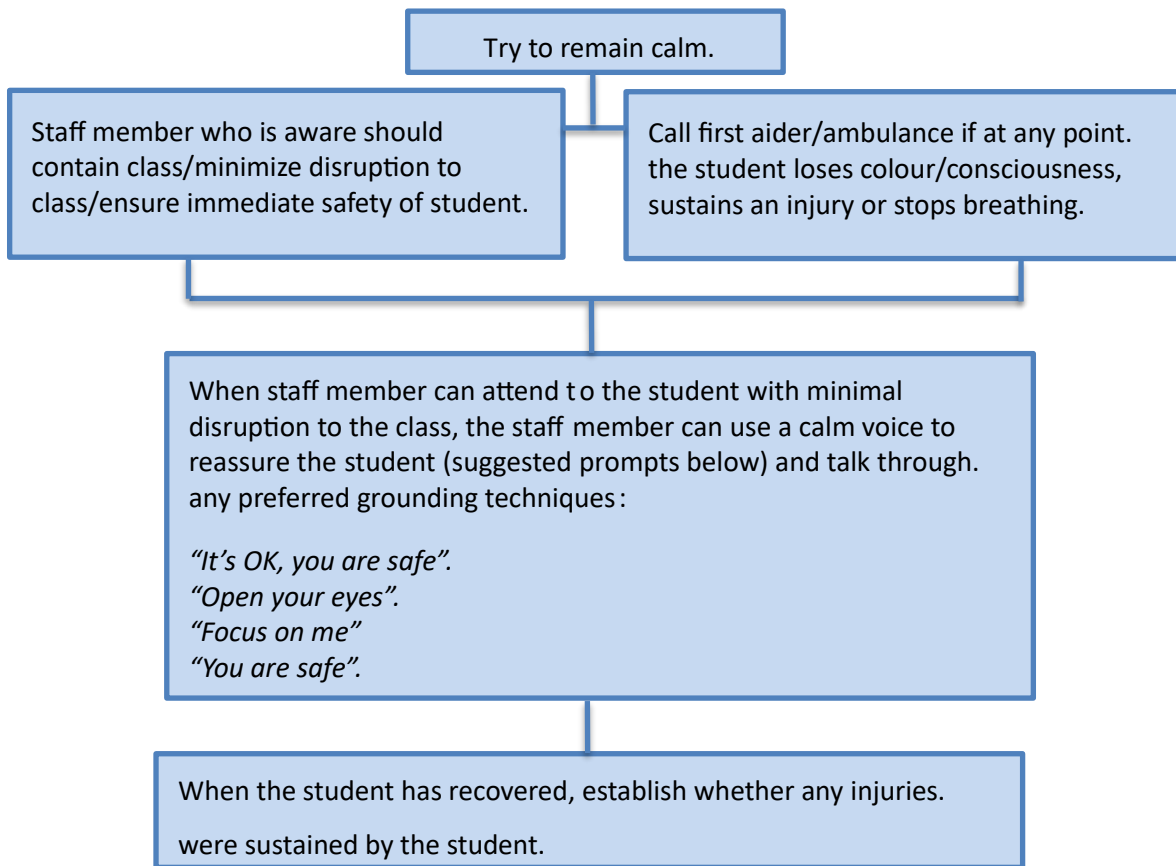 Try to remain calm.
Staff member who is aware should
contain class/minimize disruption to
class/ensure immediate safety of student.
Call first aider/ambulance if at any point.
the student loses colour/consciousness,
sustains an injury or stops breathing.
When staff member can attend to the student with minimal
disruption to the class, the staff member can use a calm voice to
reassure the student (suggested prompts below) and talk through.
any preferred grounding techniques:
“It’s OK, you are safe”.
“Open your eyes”.
“Focus on me”
“You are safe”.
When the student has recovered, establish whether any injuries.
were sustained by the student.